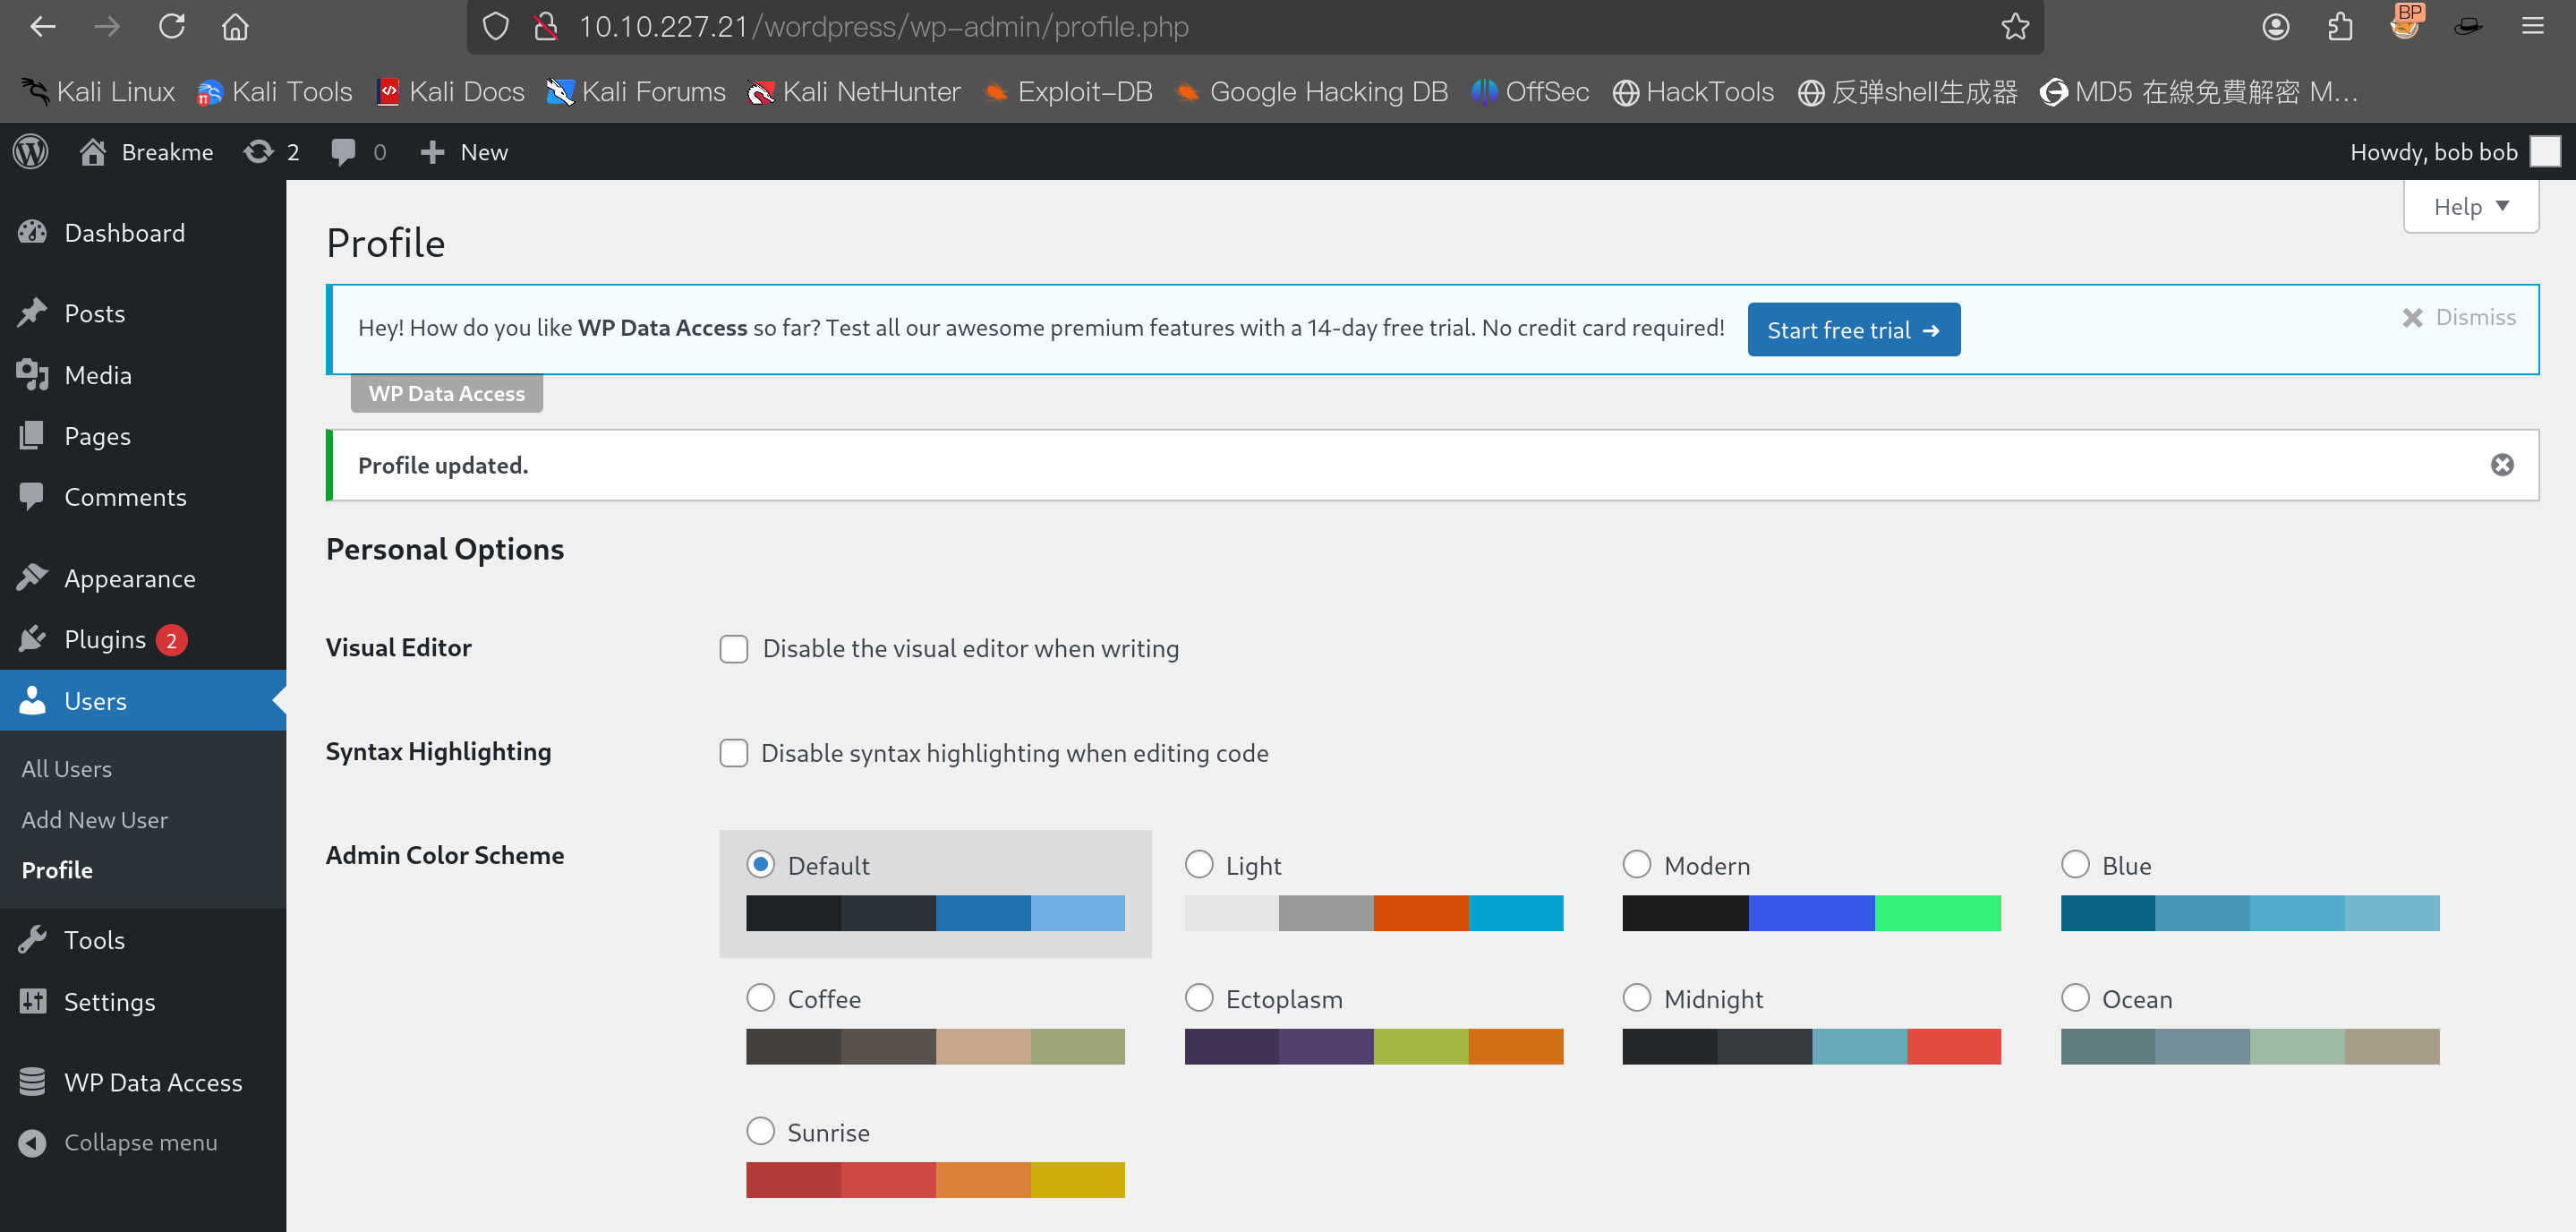 10.10.227.21/wordpress/wp-admin/profile.php
BP
Kali Linux Kali Tools Kali Docs Kali Forums Kali NetHunter Exploit-DB Google Hacking DB OffSec HackTools 反弹shell生成器 MD5 在線免費解密 M...
Breakme 2 0 New Howdy, bob bob
Help
Dashboard
Posts
Media
Pages
Comments
Appearance
Plugins 2
Users
All Users
Add New User
Profile
Tools
Settings
WP Data Access
Collapse menu
Profile
Hey! How do you like WP Data Access so far? Test all our awesome premium features with a 14-day free trial. No credit card required! Start free trial → Dismiss
WP Data Access
Profile updated.
Personal Options
Visual Editor Disable the visual editor when writing
Syntax Highlighting Disable syntax highlighting when editing code
Admin Color Scheme Default Light Modern Blue
Coffee Ectoplasm Midnight Ocean
Sunrise